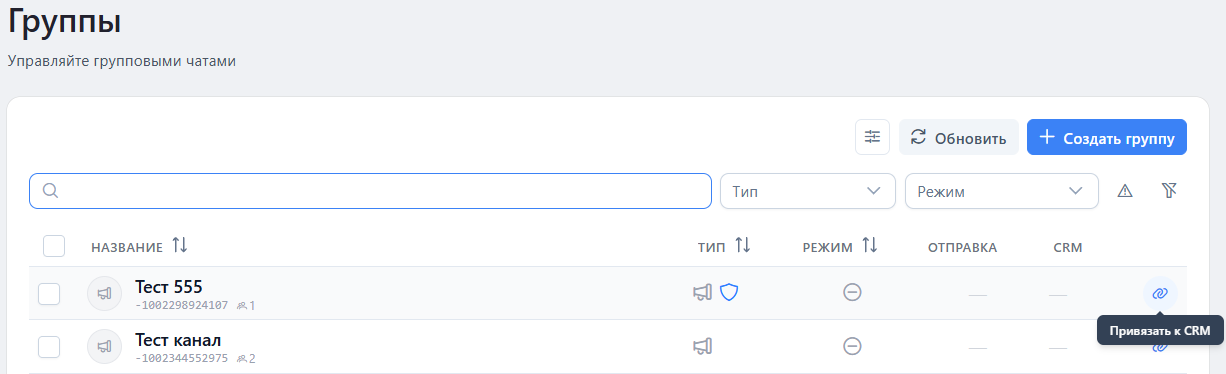 Группы
Управляйте групповыми чатами
Обновить
Создать группу
Тип
Режим
НАЗВАНИЕ ТИП РЕЖИМ ОТПРАВКА CRM
Тест 555
-1002298924107 1
— —
Привязать к CRM
Тест канал
-1002344552975 2
— —